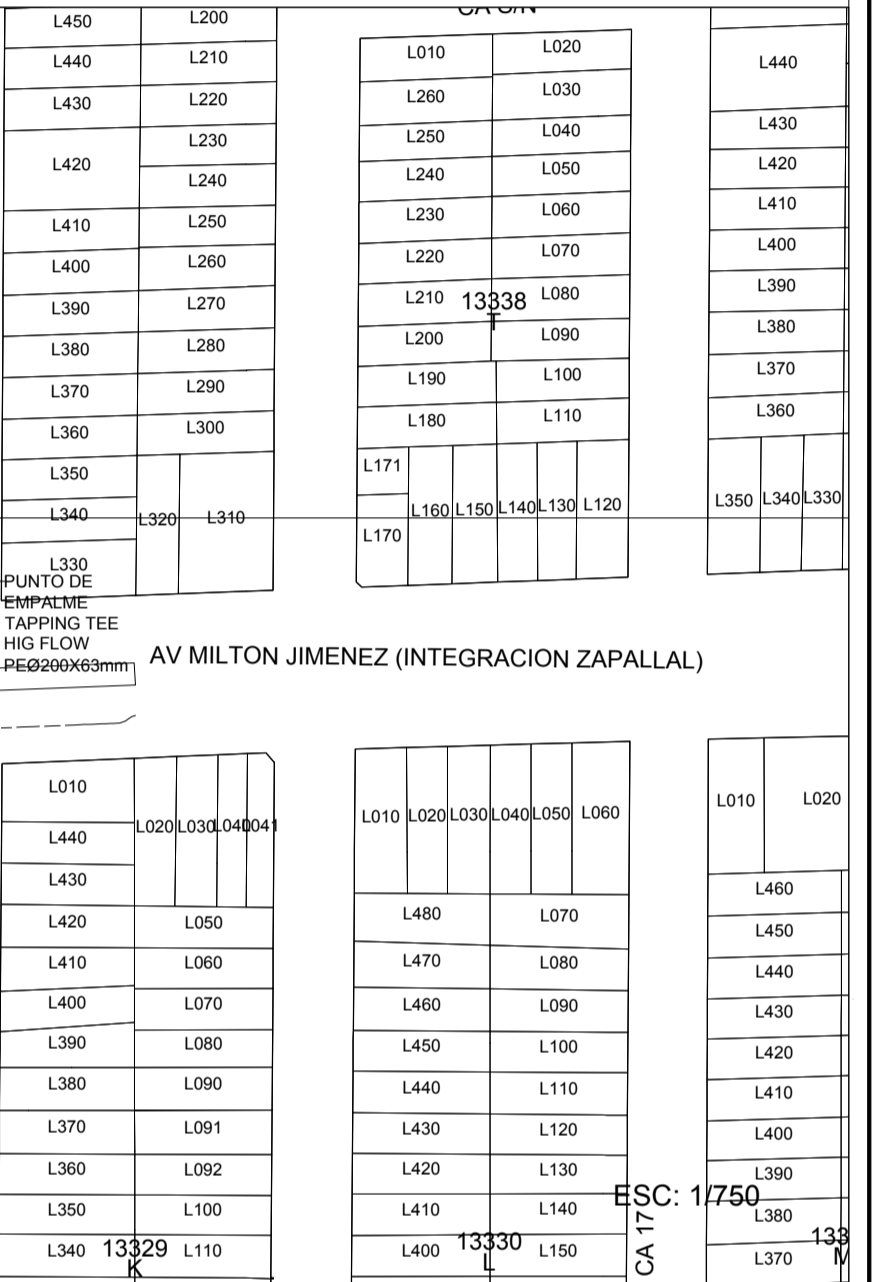 CA S/N
L450
L440
L430
L420
L410
L400
L390
L380
L370
L360
L350
L340
L330
L200
L210
L220
L230
L240
L250
L260
L270
L280
L290
L300
L320
L310
L010
L260
L250
L240
L230
L220
L210
L200
L190
L180
L171
L170
L020
L030
L040
L050
L060
L070
L080
L090
L100
L110
13338
T
L160
L150
L140
L130
L120
L440
L430
L420
L410
L400
L390
L380
L370
L360
L350
L340
L330
PUNTO DE
EMPALME
TAPPING TEE
HIG FLOW
PEØ200X63mm
AV MILTON JIMENEZ (INTEGRACION ZAPALLAL)
L010
L440
L430
L420
L410
L400
L390
L380
L370
L360
L350
L340
L020
L030
L040
L041
L050
L060
L070
L080
L090
L091
L092
L100
L110
13329
K
L010
L020
L030
L040
L050
L060
L480
L470
L460
L450
L440
L430
L420
L410
L400
L070
L080
L090
L100
L110
L120
L130
L140
L150
13330
L
CA 17
ESC: 1/750
L010
L020
L460
L450
L440
L430
L420
L410
L400
L390
L380
L370
133
M